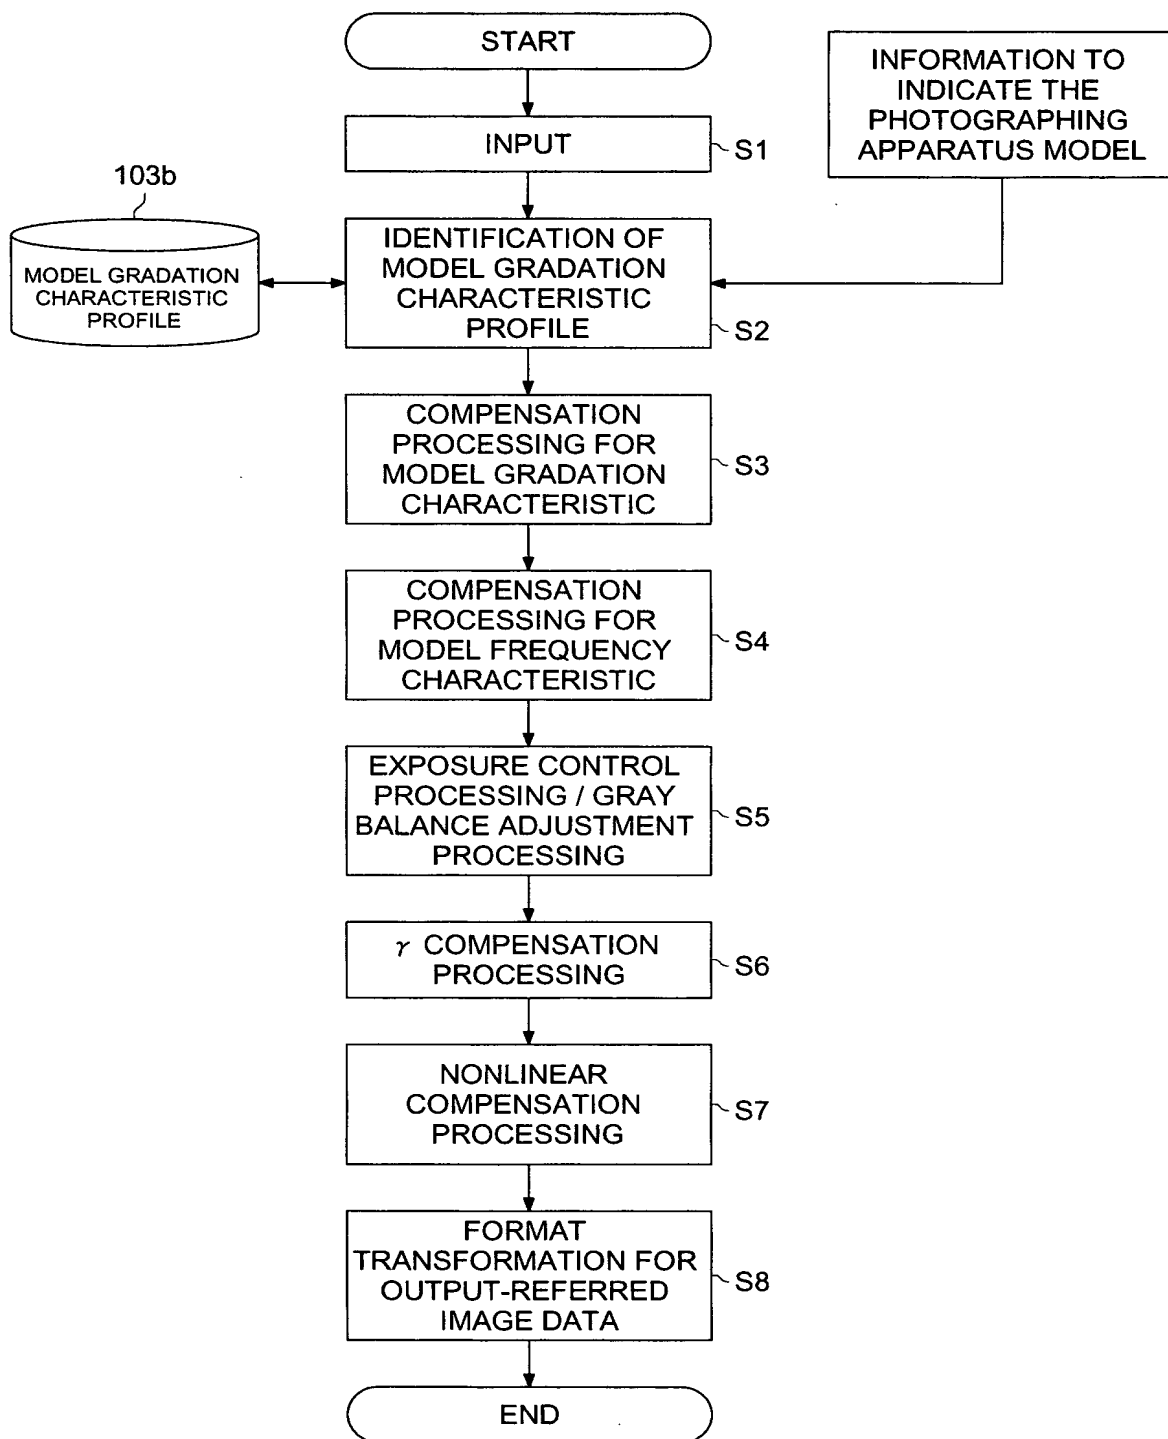 START
INFORMATION TO
INDICATE THE
PHOTOGRAPHING
APPARATUS MODEL
INPUT
S1
103b
MODEL GRADATION
CHARACTERISTIC
PROFILE
IDENTIFICATION OF
MODEL GRADATION
CHARACTERISTIC
PROFILE
S2
COMPENSATION
PROCESSING FOR
MODEL GRADATION
CHARACTERISTIC
S3
COMPENSATION
PROCESSING FOR
MODEL FREQUENCY
CHARACTERISTIC
S4
EXPOSURE CONTROL
PROCESSING / GRAY
BALANCE ADJUSTMENT
PROCESSING
S5
γ COMPENSATION
PROCESSING
S6
NONLINEAR
COMPENSATION
PROCESSING
S7
FORMAT
TRANSFORMATION FOR
OUTPUT-REFERRED
IMAGE DATA
S8
END